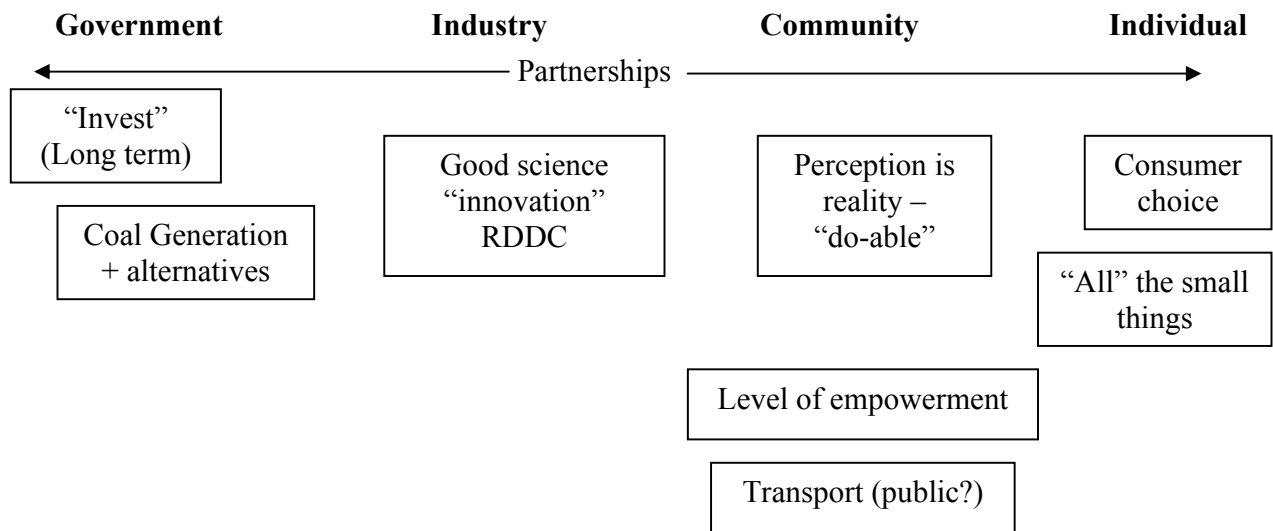 Government Industry Community Individual
Partnerships
“Invest”
(Long term)
Coal Generation
+ alternatives
Good science
“innovation”
RDDC
Perception is
reality –
“do-able”
Consumer
choice
“All” the small
things
Level of empowerment
Transport (public?)